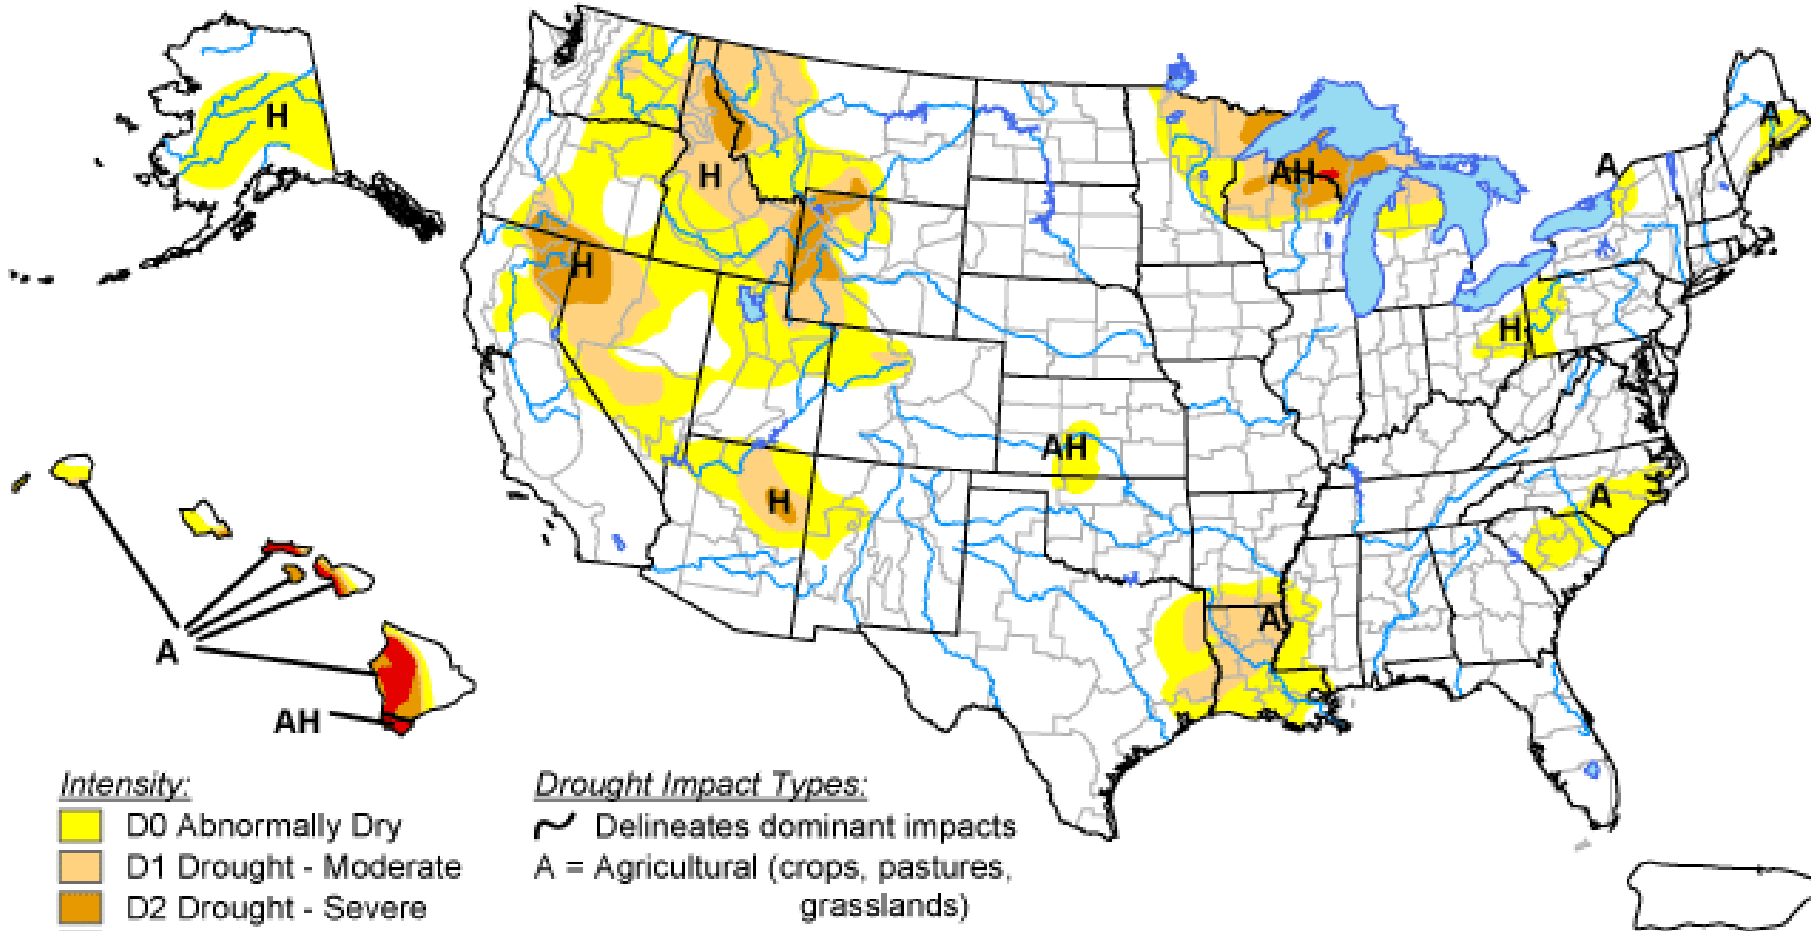 H
A
A
AH
H
H
H
AH
H
A
A
A
AH
Intensity:
D0 Abnormally Dry
D1 Drought - Moderate
D2 Drought - Severe
Drought Impact Types:
Delineates dominant impacts
A = Agricultural (crops, pastures,
grasslands)